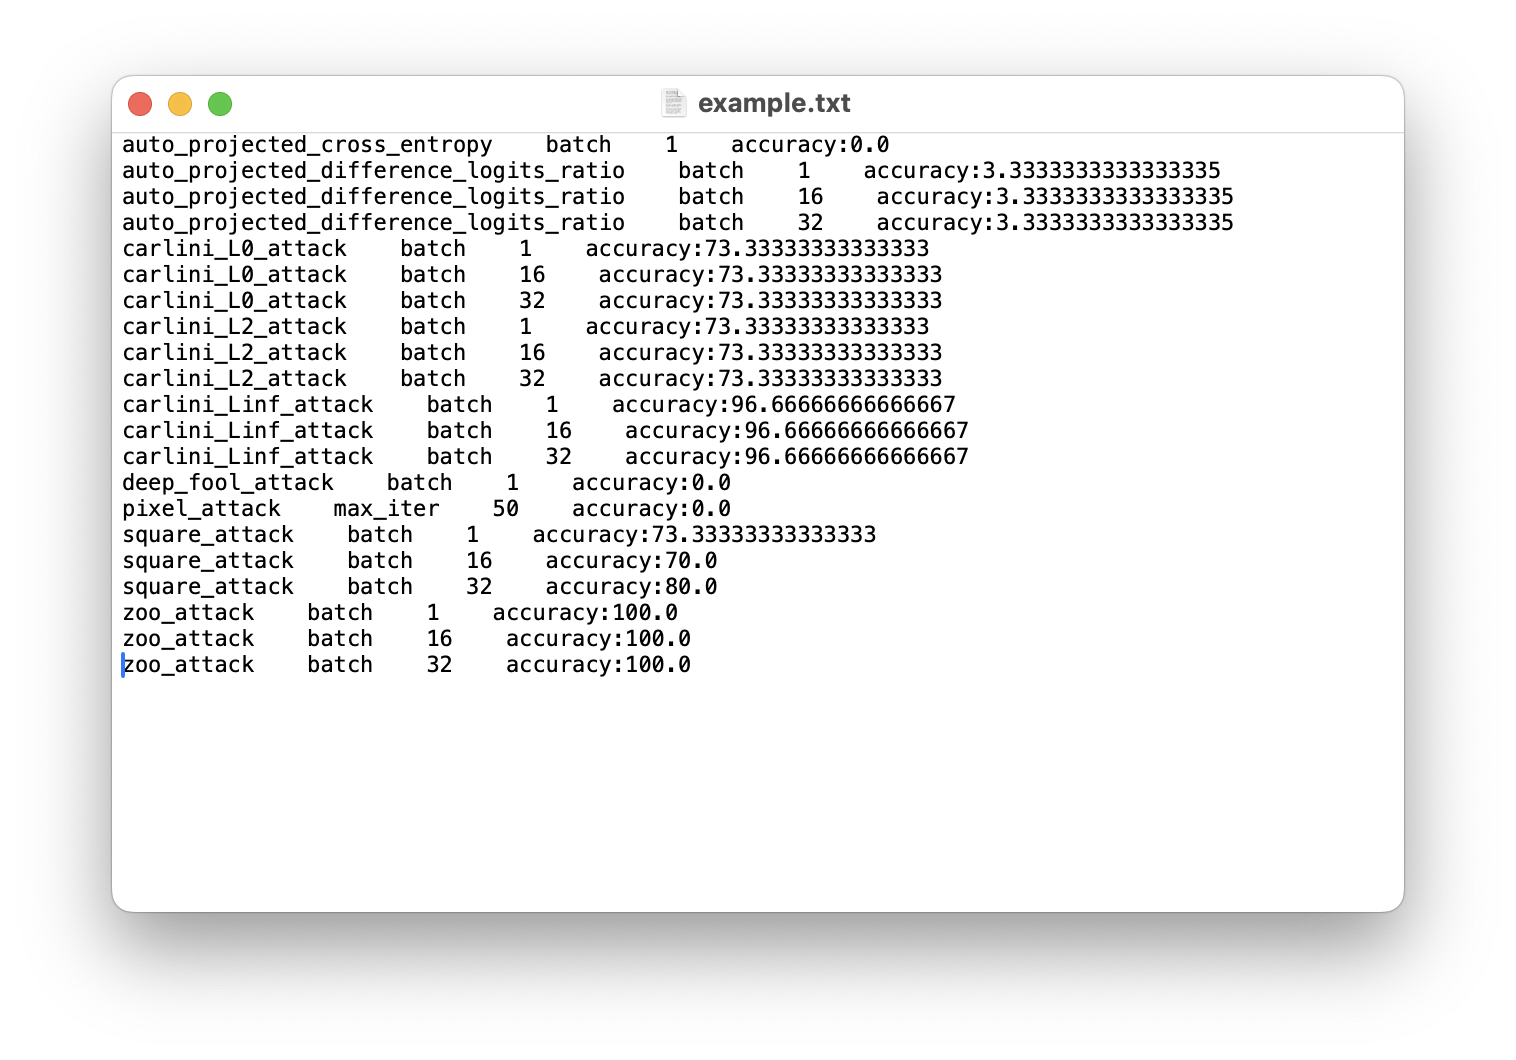 example.txt
auto_projected_cross_entropy    batch    1    accuracy:0.0
auto_projected_difference_logits_ratio    batch    1    accuracy:3.3333333333333335
auto_projected_difference_logits_ratio    batch    16    accuracy:3.3333333333333335
auto_projected_difference_logits_ratio    batch    32    accuracy:3.3333333333333335
carlini_L0_attack    batch    1    accuracy:73.33333333333333
carlini_L0_attack    batch    16    accuracy:73.33333333333333
carlini_L0_attack    batch    32    accuracy:73.33333333333333
carlini_L2_attack    batch    1    accuracy:73.33333333333333
carlini_L2_attack    batch    16    accuracy:73.33333333333333
carlini_L2_attack    batch    32    accuracy:73.33333333333333
carlini_Linf_attack    batch    1    accuracy:96.66666666666667
carlini_Linf_attack    batch    16    accuracy:96.66666666666667
carlini_Linf_attack    batch    32    accuracy:96.66666666666667
deep_fool_attack    batch    1    accuracy:0.0
pixel_attack    max_iter    50    accuracy:0.0
square_attack    batch    1    accuracy:73.33333333333333
square_attack    batch    16    accuracy:70.0
square_attack    batch    32    accuracy:80.0
zoo_attack    batch    1    accuracy:100.0
zoo_attack    batch    16    accuracy:100.0
zoo_attack    batch    32    accuracy:100.0